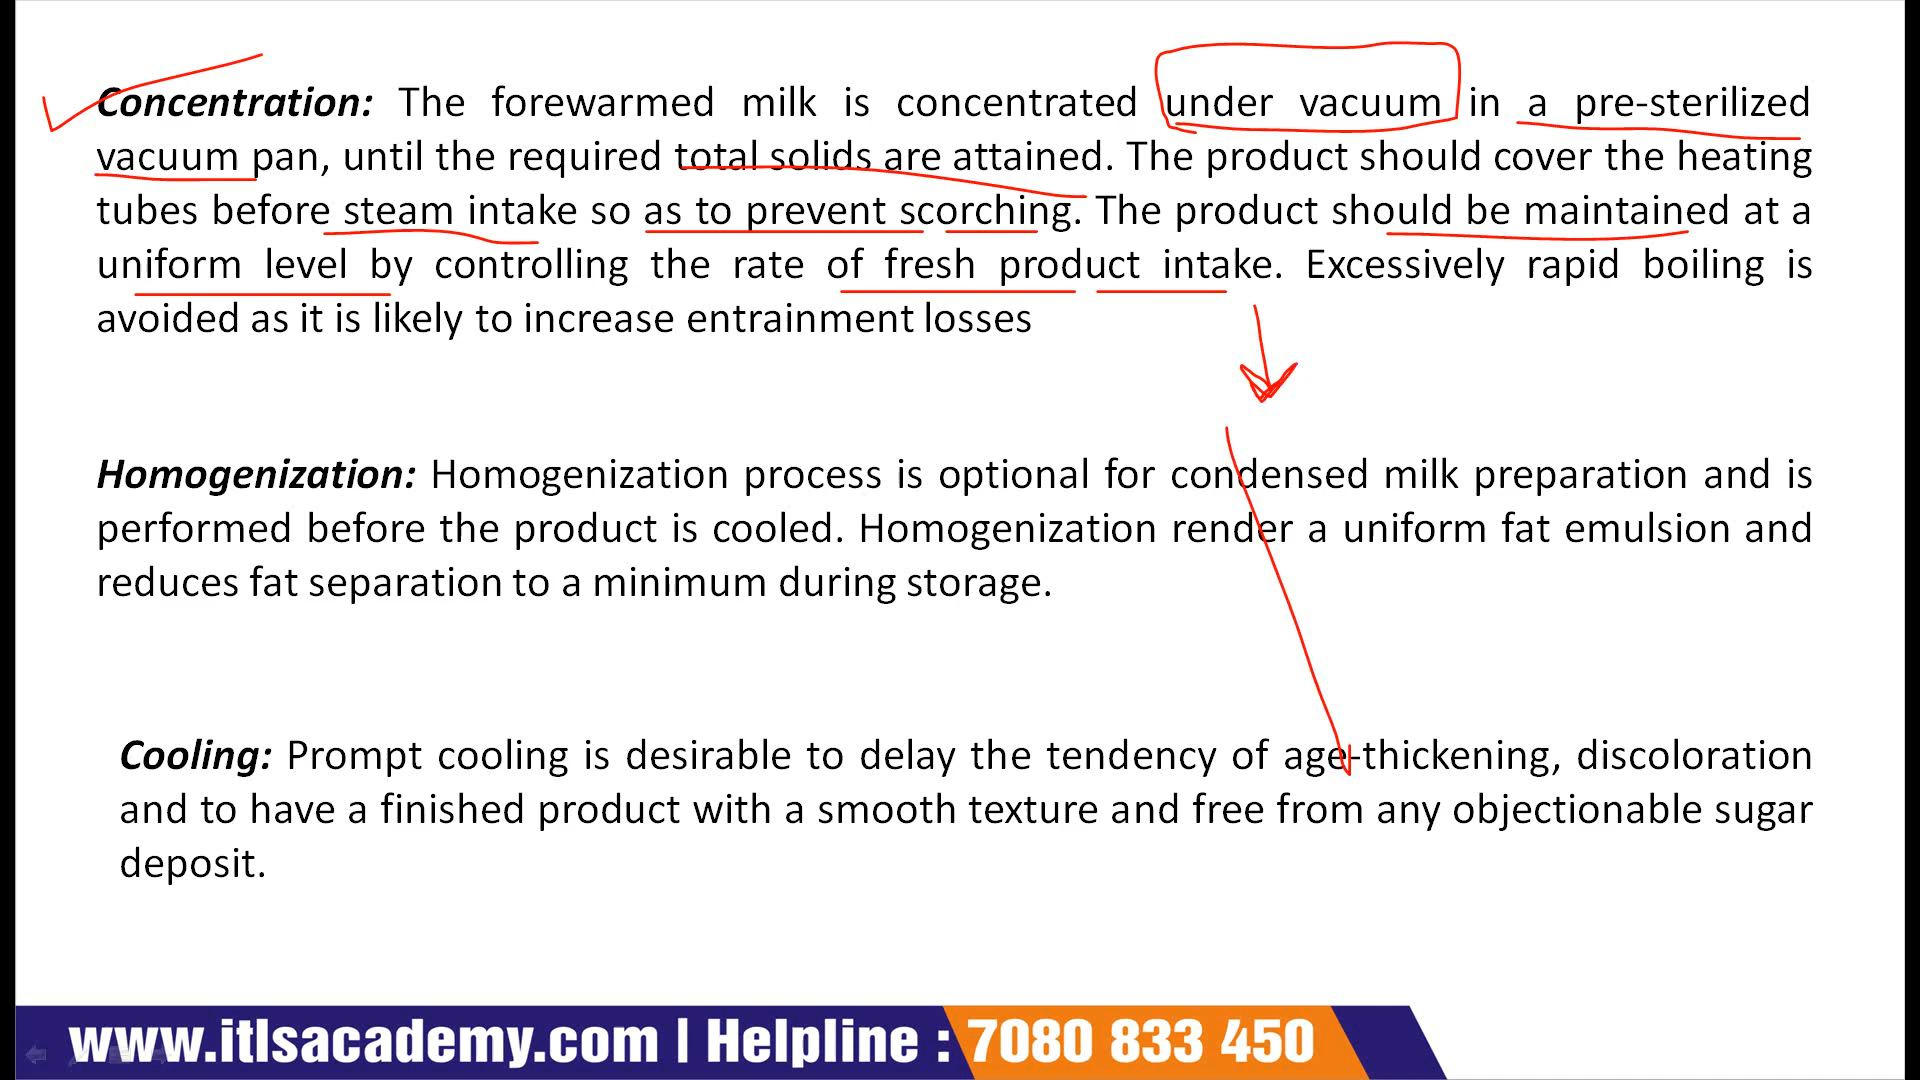 Concentration: The forewarmed milk is concentrated under vacuum in a pre-sterilized
vacuum pan, until the required total solids are attained. The product should cover the heating
tubes before steam intake so as to prevent scorching. The product should be maintained at a
uniform level by controlling the rate of fresh product intake. Excessively rapid boiling is
avoided as it is likely to increase entrainment losses
Homogenization: Homogenization process is optional for condensed milk preparation and is
performed before the product is cooled. Homogenization render a uniform fat emulsion and
reduces fat separation to a minimum during storage.
Cooling: Prompt cooling is desirable to delay the tendency of age-thickening, discoloration
and to have a finished product with a smooth texture and free from any objectionable sugar
deposit.
www.itlsacademy.com | Helpline : 7080 833 450